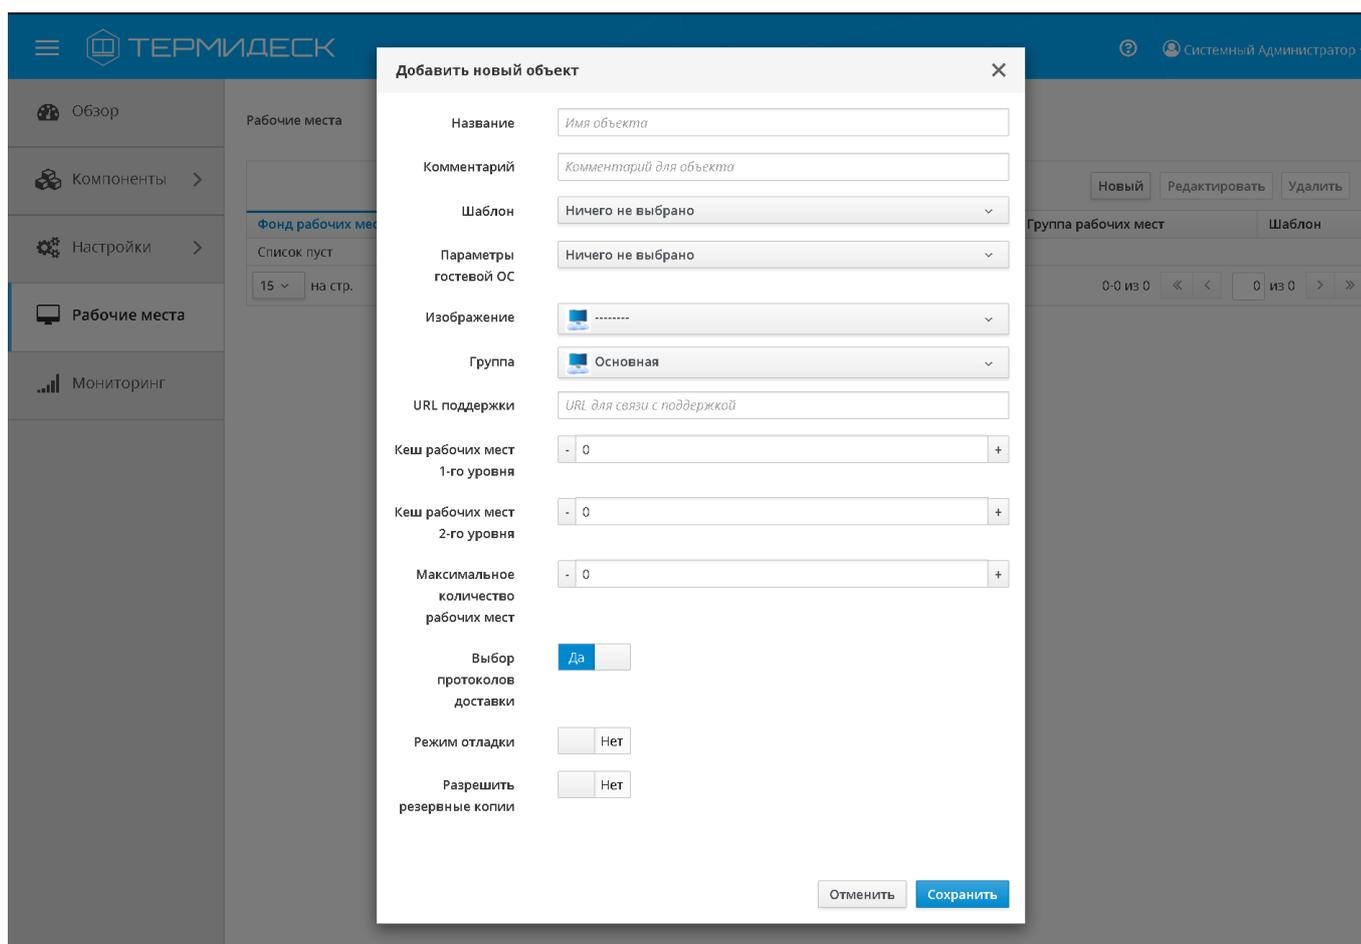 ТЕРМИДЕСК
Системный Администратор
Обзор
Компоненты
Настройки
Рабочие места
Мониторинг
Рабочие места
Новый Редактировать Удалить
Фонд рабочих мес Группа рабочих мест Шаблон
Список пуст
15 на стр. 0-0 из 0 « < 0 из 0 > »
Добавить новый объект
Название Имя объекта
Комментарий Комментарий для объекта
Шаблон Ничего не выбрано
Параметры Ничего не выбрано
гостевой ОС
Изображение --------
Группа Основная
URL поддержки URL для связи с поддержкой
Кеш рабочих мест - 0 +
1-го уровня
Кеш рабочих мест - 0 +
2-го уровня
Максимальное - 0 +
количество
рабочих мест
Выбор Да
протоколов
доставки
Режим отладки Нет
Разрешить Нет
резервные копии
Отменить Сохранить